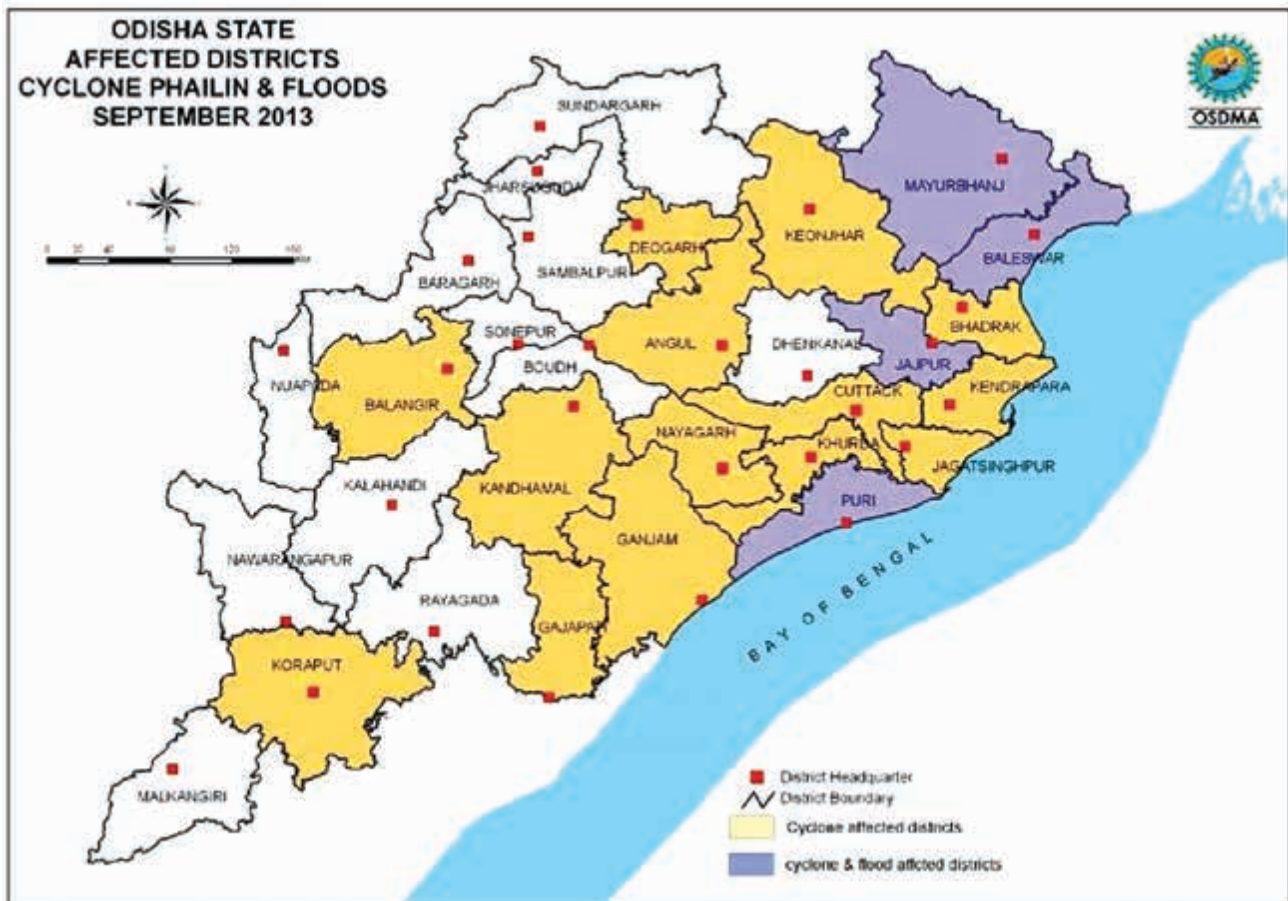 ODISHA STATE
AFFECTED DISTRICTS
CYCLONE PHAILIN & FLOODS
SEPTEMBER 2013
OSDMA
SUNDARGARH
JHARSUGUDA
MAYURBHANJ
KEONJHAR
DEOGARH
BALESWAR
SAMBALPUR
BARAGARH
BHADRAK
SONEPUR
ANGUL
DHENKANAL
JAJPUR
BOUDH
NUAPADA
KENDRAPARA
CUTTACK
BALANGIR
NAYAGARH
KHURDA
JAGATSINGHPUR
KALAHANDI
KANDHAMAL
PURI
GANJAM
NAWARANGAPUR
RAYAGADA
GAJAPATI
BAY OF BENGAL
KORAPUT
MALKANGIRI
District Headquarter
District Boundary
Cyclone affected districts
cyclone & flood affcted districts